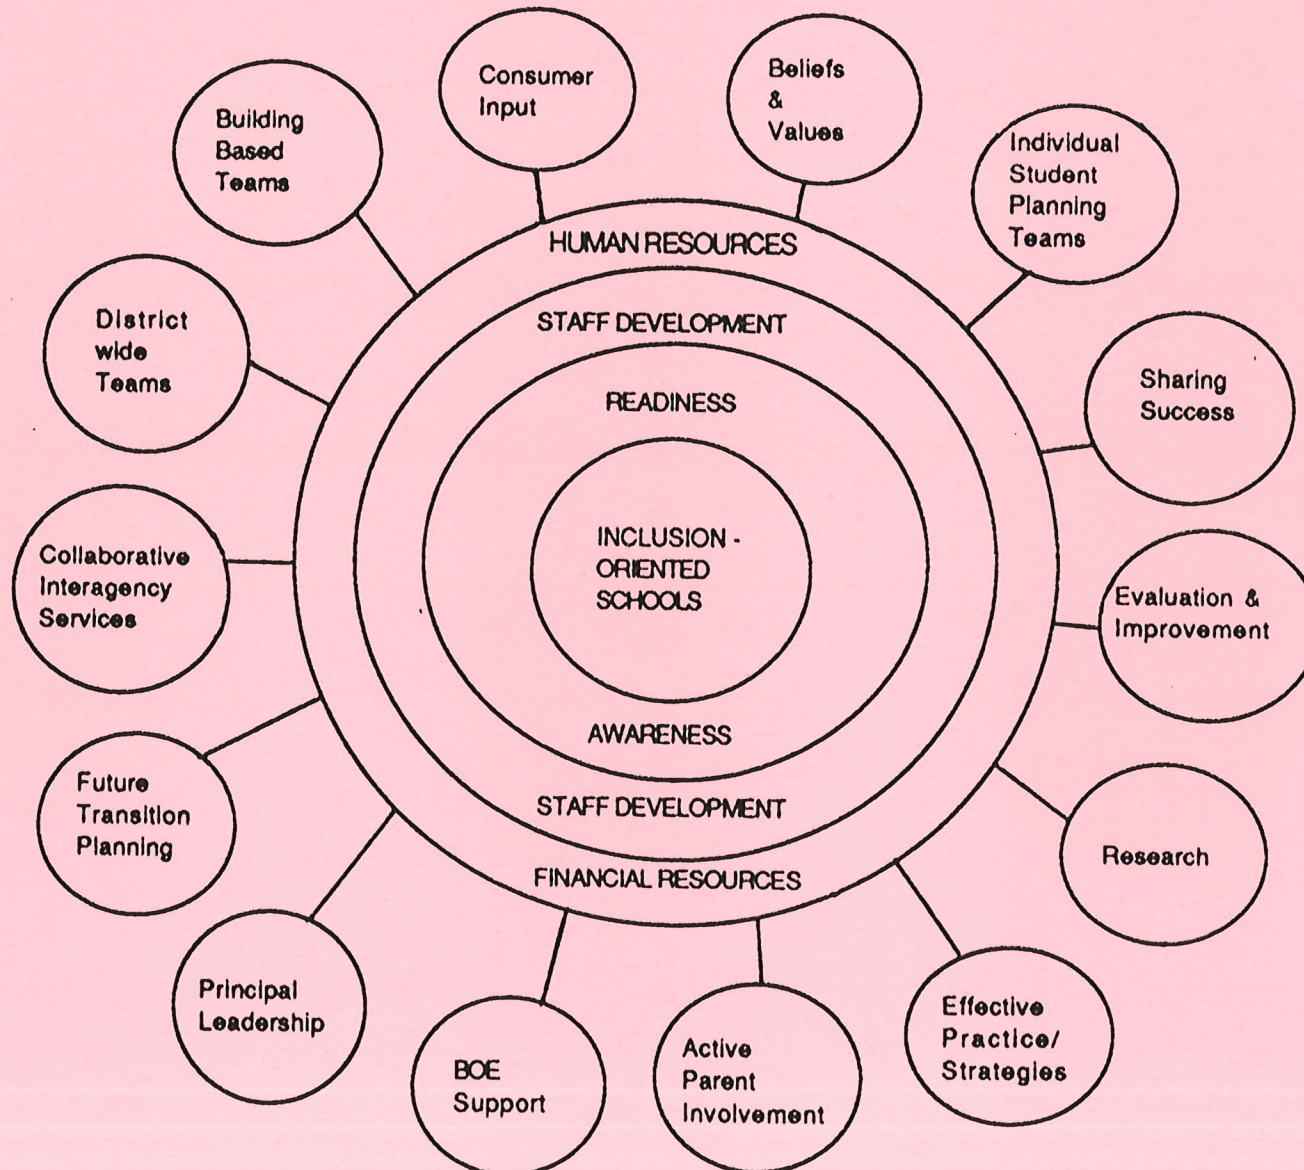 Consumer
Input
Beliefs
&
Values
Building
Based
Teams
Individual
Student
Planning
Teams
HUMAN RESOURCES
District
wide
Teams
STAFF DEVELOPMENT
Sharing
Success
READINESS
Collaborative
Interagency
Services
INCLUSION -
ORIENTED
SCHOOLS
Evaluation &
Improvement
AWARENESS
Future
Transition
Planning
STAFF DEVELOPMENT
Research
FINANCIAL RESOURCES
Principal
Leadership
BOE
Support
Active
Parent
Involvement
Effective
Practice/
Strategies